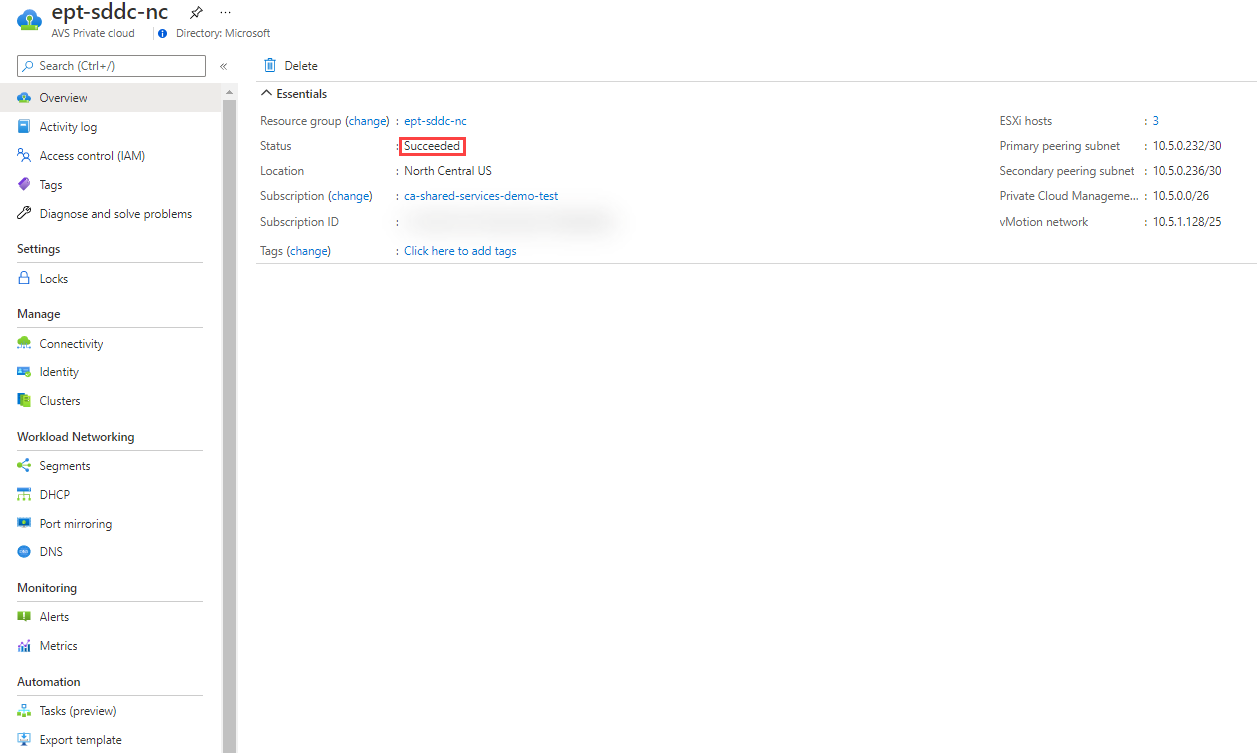 ept-sddc-nc ...
AVS Private cloud Directory: Microsoft
Search (Ctrl+/) «
Overview
Activity log
Access control (IAM)
Tags
Diagnose and solve problems
Settings
Locks
Manage
Connectivity
Identity
Clusters
Workload Networking
Segments
DHCP
Port mirroring
DNS
Monitoring
Alerts
Metrics
Automation
Tasks (preview)
Export template
Delete
Essentials
Resource group (change) : ept-sddc-nc
Status : Succeeded
Location : North Central US
Subscription (change) : ca-shared-services-demo-test
Subscription ID :
Tags (change) : Click here to add tags
ESXi hosts : 3
Primary peering subnet : 10.5.0.232/30
Secondary peering subnet : 10.5.0.236/30
Private Cloud Manageme... : 10.5.0.0/26
vMotion network : 10.5.1.128/25